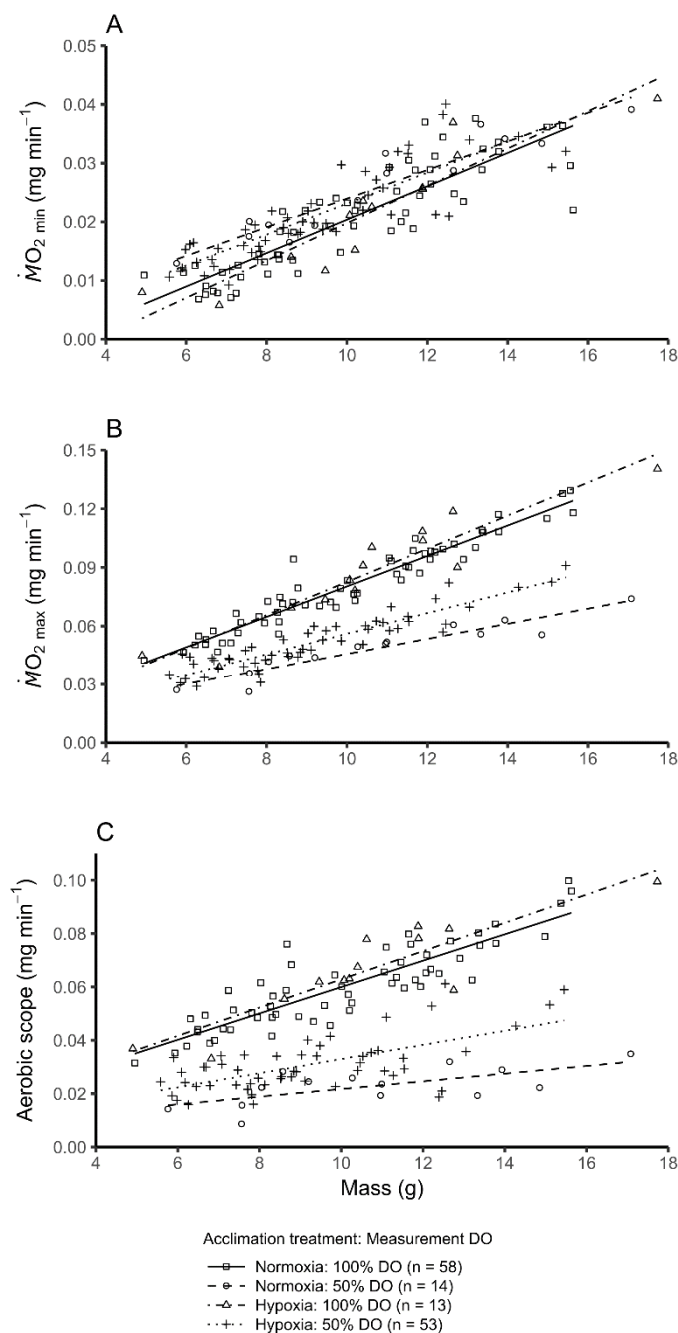 A
0.05
0.04
0.03
0.02
0.01
0.00
ṀO₂ min (mg min⁻¹)
4 6 8 10 12 14 16 18
B
0.15
0.12
0.09
0.06
0.03
0.00
ṀO₂ max (mg min⁻¹)
4 6 8 10 12 14 16 18
C
0.10
0.08
0.06
0.04
0.02
0.00
Aerobic scope (mg min⁻¹)
4 6 8 10 12 14 16 18
Mass (g)
Acclimation treatment: Measurement DO
Normoxia: 100% DO (n = 58)
Normoxia: 50% DO (n = 14)
Hypoxia: 100% DO (n = 13)
Hypoxia: 50% DO (n = 53)